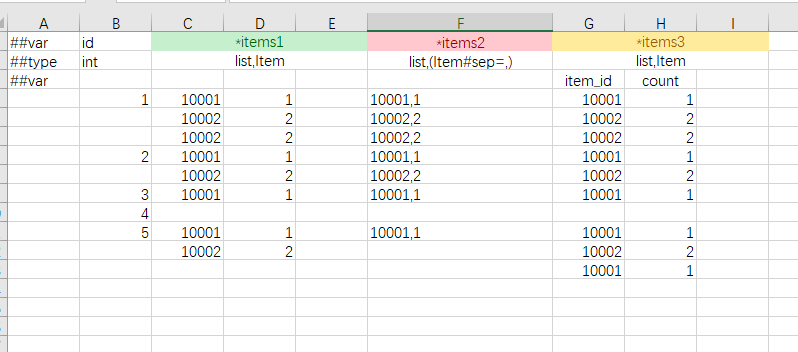 A B C D E F G H I
##var id *items1 *items2 *items3
##type int list,Item list,(Item#sep=,) list,Item
##var item_id count
1 10001 1 10001,1 10001 1
10002 2 10002,2 10002 2
10002 2 10002,2 10002 2
2 10001 1 10001,1 10001 1
10002 2 10002,2 10002 2
3 10001 1 10001,1 10001 1
4
5 10001 1 10001,1 10001 1
10002 2 10002 2
10001 1